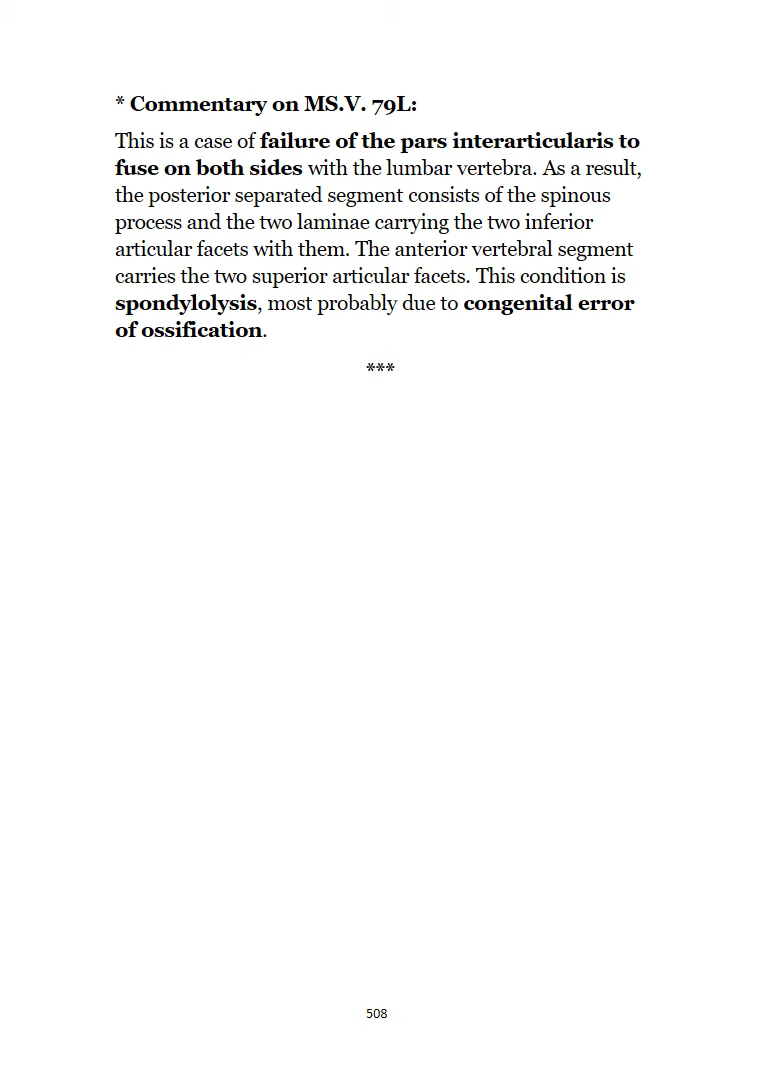 * Commentary on MS.V. 79L:
This is a case of failure of the pars interarticularis to
fuse on both sides with the lumbar vertebra. As a result,
the posterior separated segment consists of the spinous
process and the two laminae carrying the two inferior
articular facets with them. The anterior vertebral segment
carries the two superior articular facets. This condition is
spondylolysis, most probably due to congenital error
of ossification.
***
508